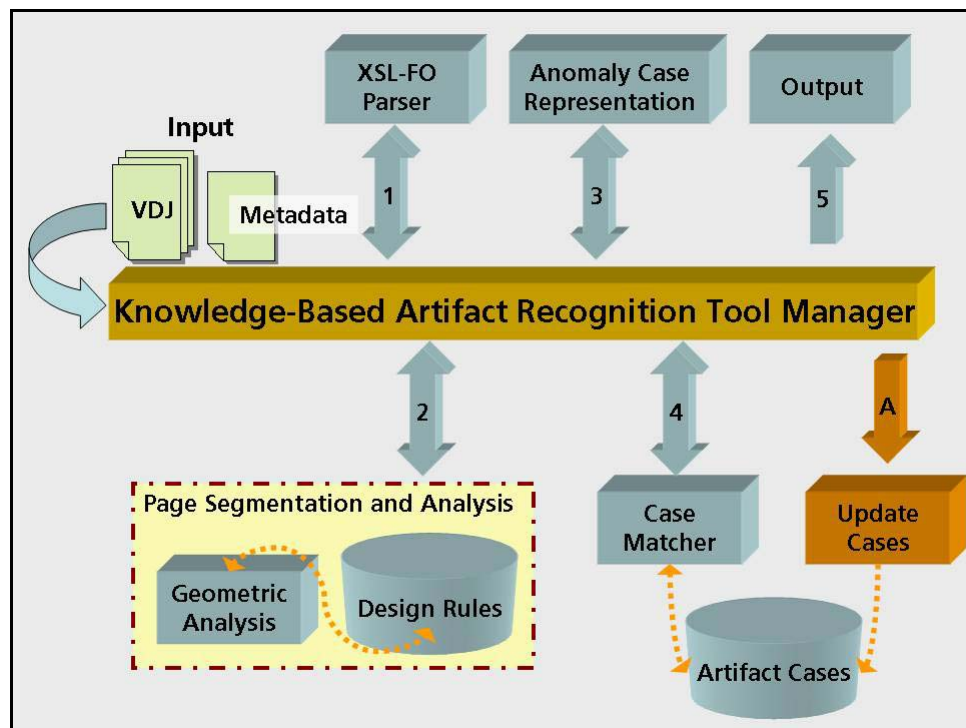 XSL-FO
Parser
Anomaly Case
Representation
Output
Input
VDJ
Metadata
1
3
5
Knowledge-Based Artifact Recognition Tool Manager
2
4
A
Page Segmentation and Analysis
Geometric
Analysis
Design Rules
Case
Matcher
Update
Cases
Artifact Cases